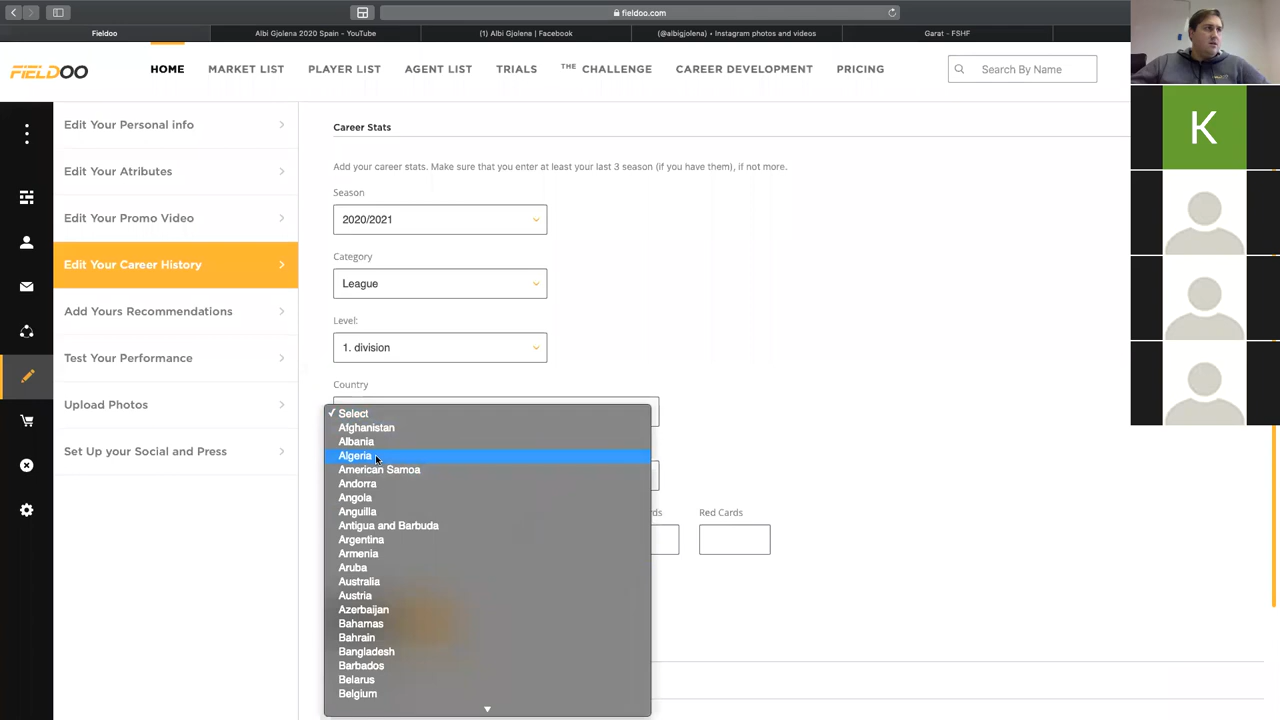 fieldoo.com
Fieldoo
Albi Gjolena 2020 Spain - YouTube
(1) Albi Gjolena | Facebook
(@albigjolena) • Instagram photos and videos
Garat - FSHF
FIELDOO
HOME
MARKET LIST
PLAYER LIST
AGENT LIST
TRIALS
THE CHALLENGE
CAREER DEVELOPMENT
PRICING
Search By Name
Edit Your Personal info
Edit Your Atributes
Edit Your Promo Video
Edit Your Career History
Add Yours Recommendations
Test Your Performance
Upload Photos
Set Up your Social and Press
Career Stats
Add your career stats. Make sure that you enter at least your last 3 season (if you have them), if not more.
Season
2020/2021
Category
League
Level:
1. division
Country
✓ Select
Afghanistan
Albania
Algeria
American Samoa
Andorra
Angola
Anguilla
Antigua and Barbuda
Argentina
Armenia
Aruba
Australia
Austria
Azerbaijan
Bahamas
Bahrain
Bangladesh
Barbados
Belarus
Belgium
Red Cards
K